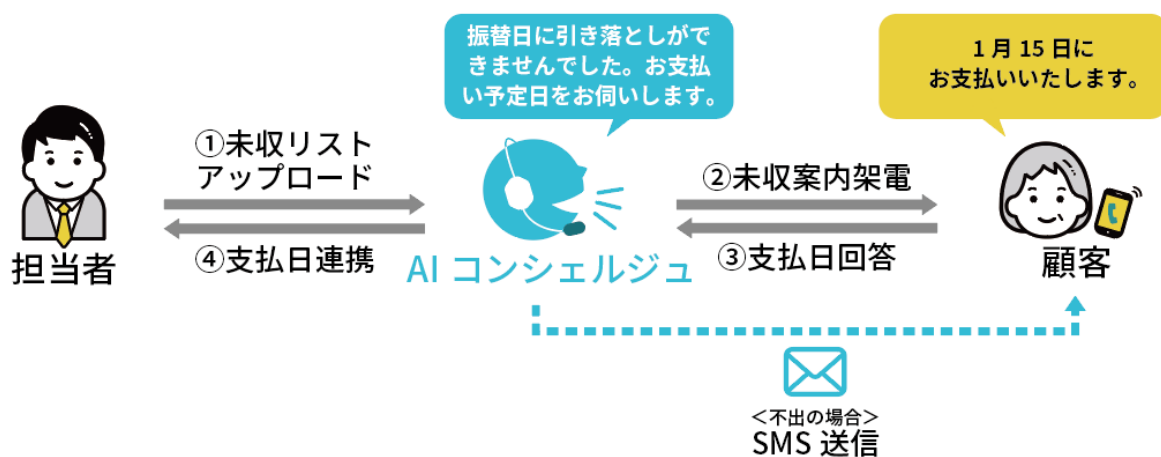 振替日に引き落としがで
きませんでした。お支払
い予定日をお伺いします。
1月15日に
お支払いいたします。
①未収リスト
アップロード
②未収案内架電
④支払日連携
③支払日回答
担当者
AIコンシェルジュ
顧客
＜不出の場合＞
SMS送信